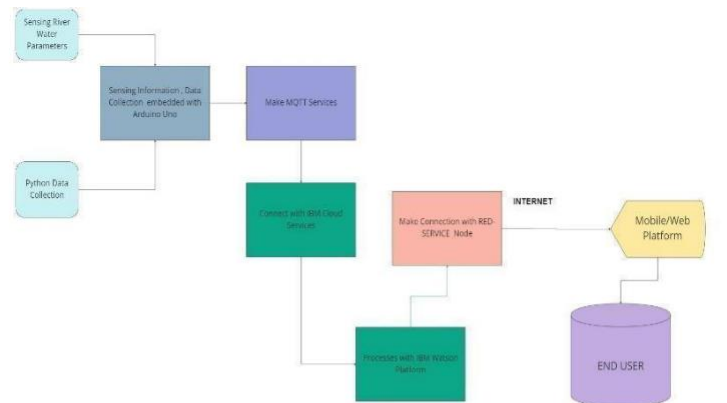 Sensing River
Water
Parameters
Sensing Information , Data
Collection embedded with
Arduino Uno
Make MQTT Services
Python Data
Collection
Connect with IBM Cloud
Services
Make Connection with RED-
SERVICE Node
INTERNET
Mobile/Web
Platform
Processes with IBM Watson
Platform
END USER